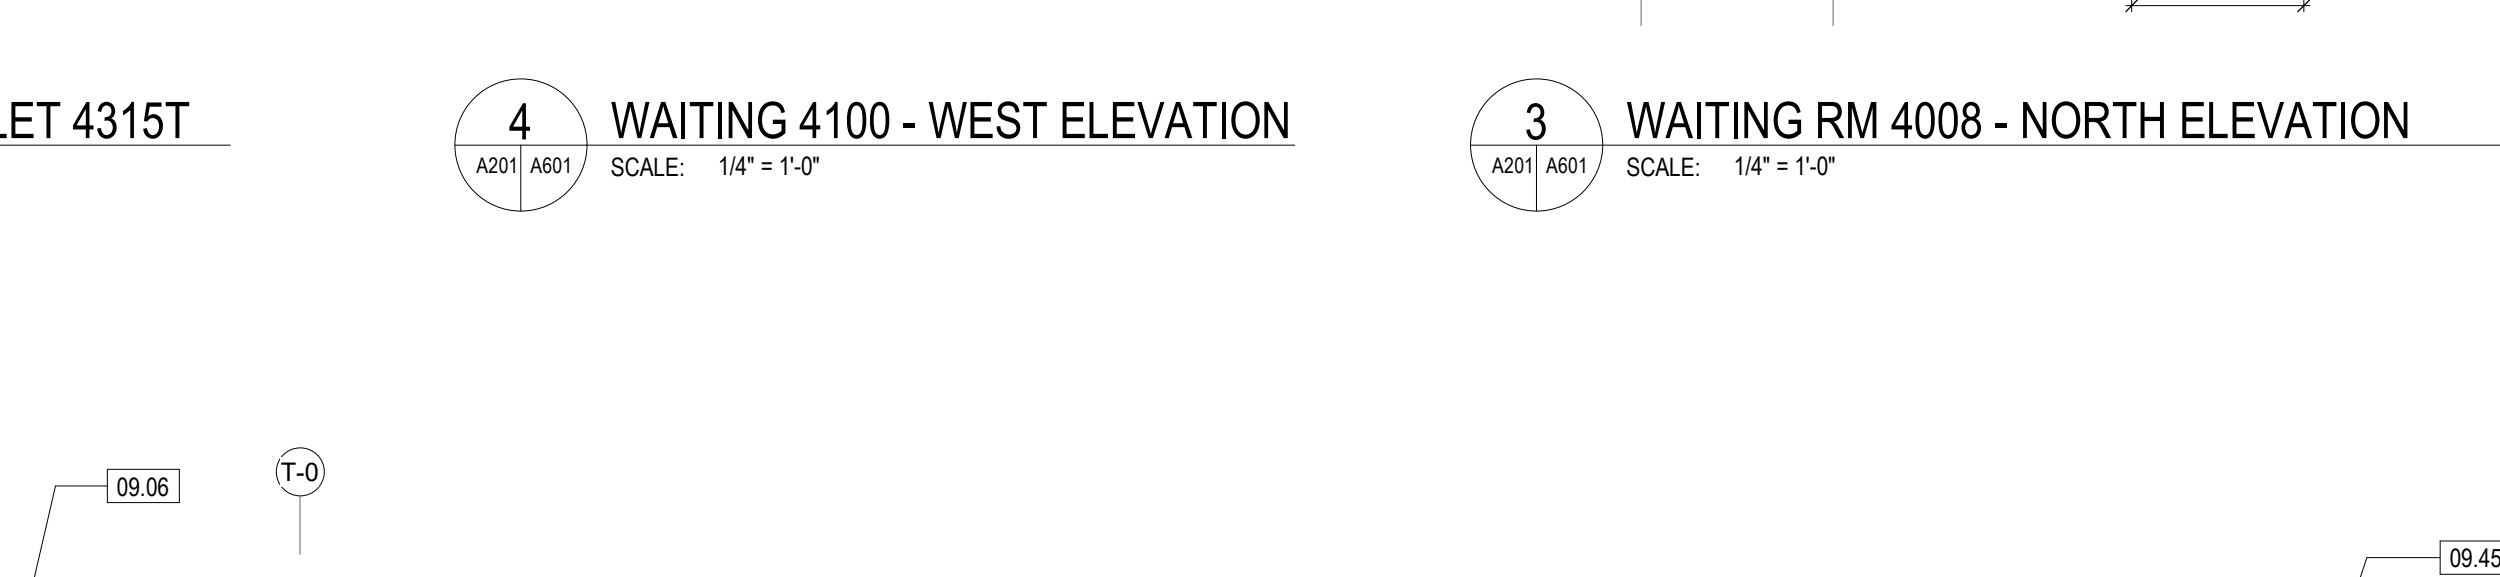 4315T
4
WAITING 4100 - WEST ELEVATION
A201
A601
SCALE: 1/4" = 1'-0"
3
WAITING RM 4008 - NORTH ELEVATION
A201
A601
SCALE: 1/4" = 1'-0"
09.06
T-0
09.45